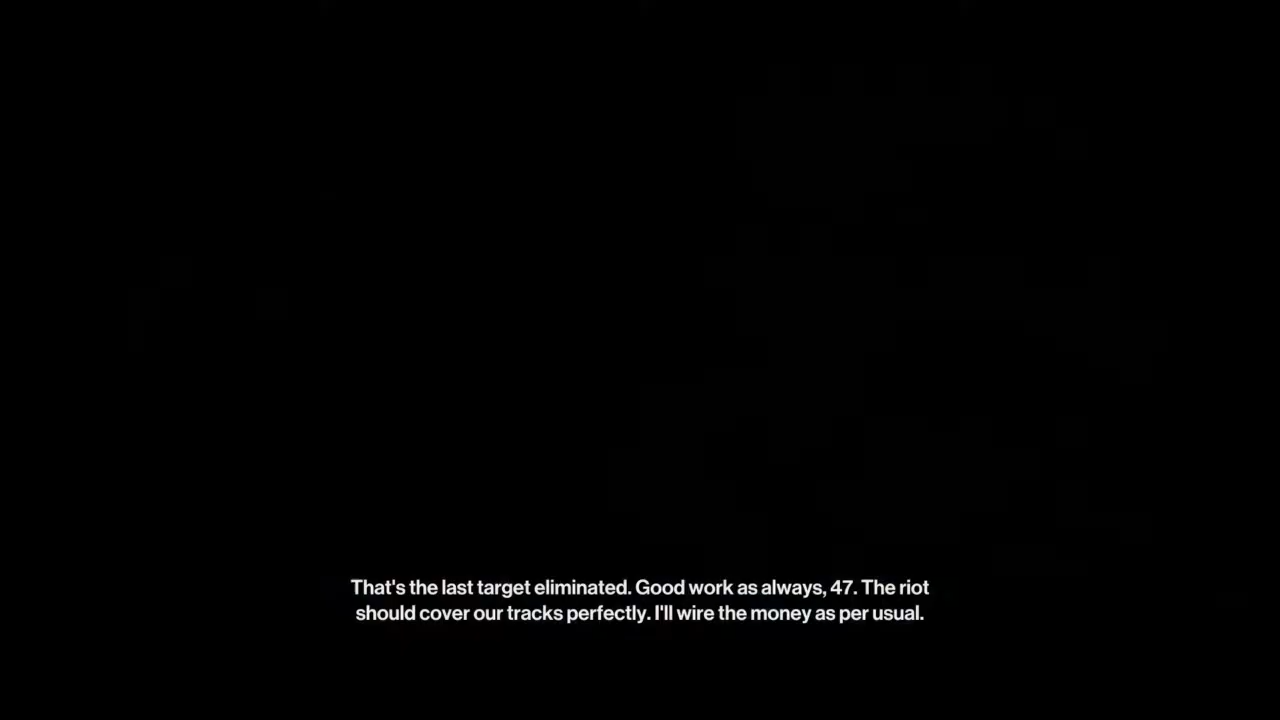 That's the last target eliminated. Good work as always, 47. The riot
should cover our tracks perfectly. I'll wire the money as per usual.